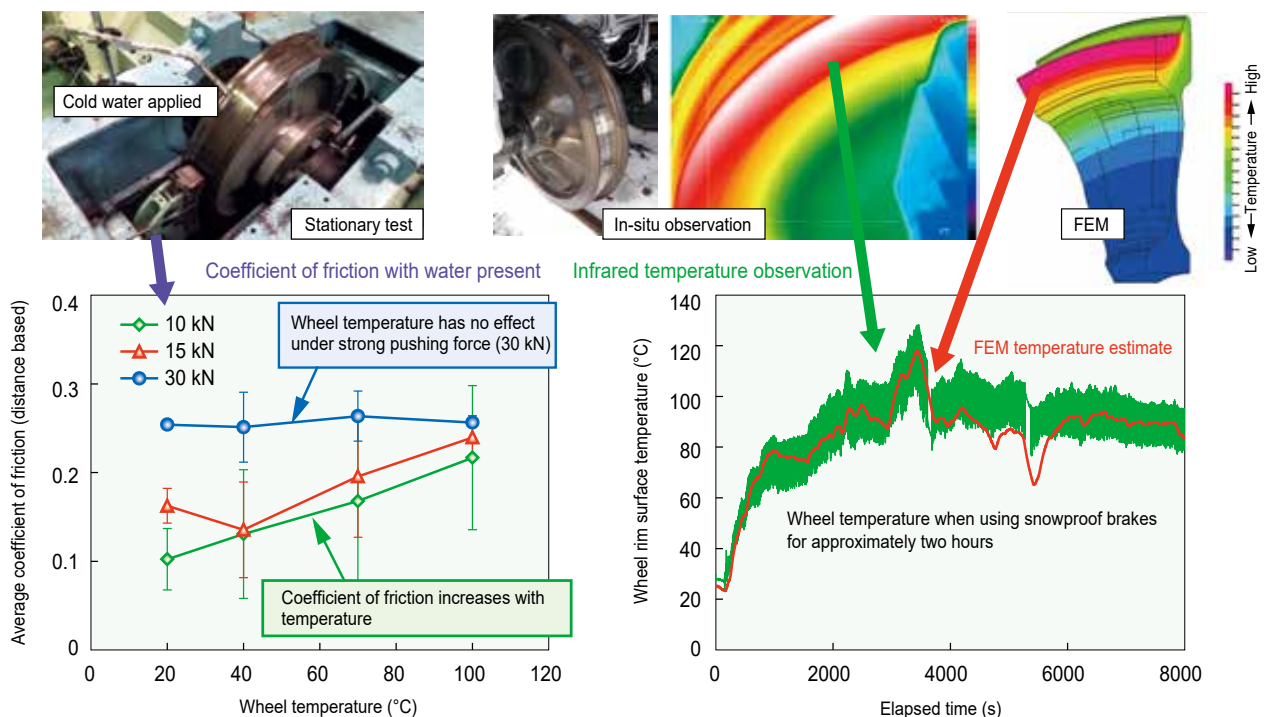 Cold water applied
Stationary test
In-situ observation
FEM
Low ← Temperature → High
Coefficient of friction with water present
Infrared temperature observation
0.4
0.3
0.2
0.1
0
Average coefficient of friction (distance based)
10 kN
15 kN
30 kN
Wheel temperature has no effect
under strong pushing force (30 kN)
Coefficient of friction increases with
temperature
0 20 40 60 80 100 120
Wheel temperature (°C)
140
120
100
80
60
40
20
0
Wheel rim surface temperature (°C)
FEM temperature estimate
Wheel temperature when using snowproof brakes
for approximately two hours
0 2000 4000 6000 8000
Elapsed time (s)